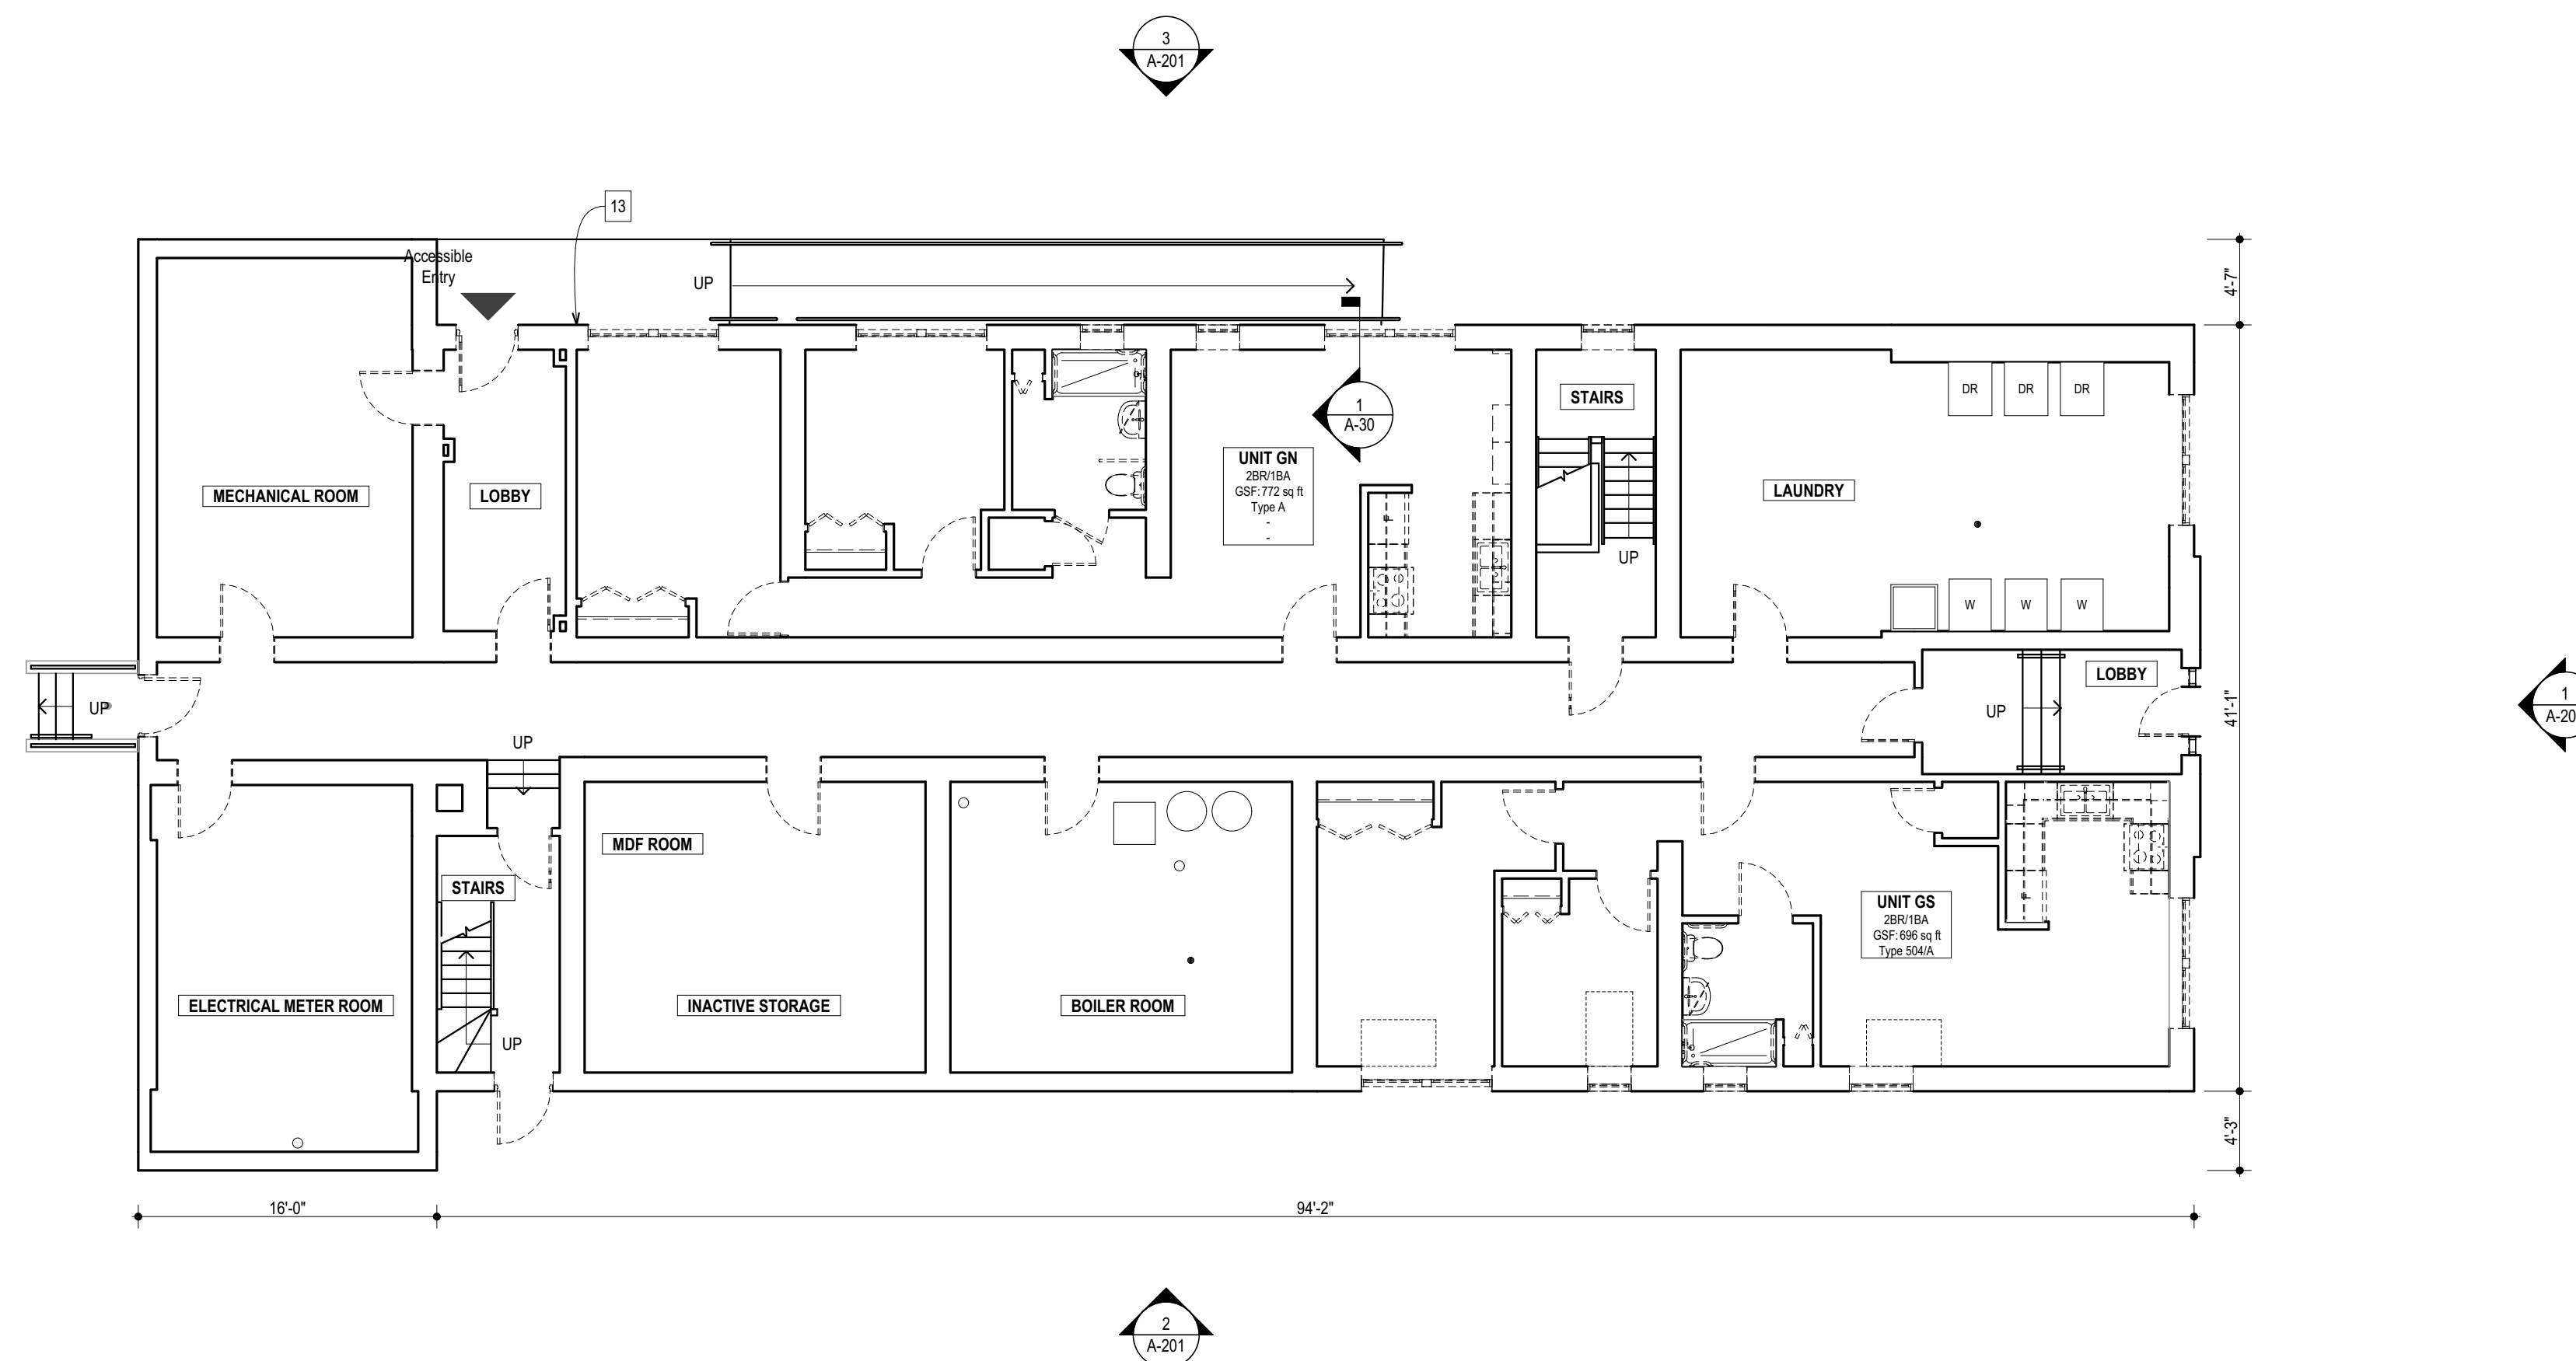 3
A-201
13
Accessible
Entry
UP
4'-7"
1
A-30
STAIRS
DR
DR
DR
MECHANICAL ROOM
LOBBY
UNIT GN
2BR/1BA
GSF: 772 sq ft
Type A
-
-
LAUNDRY
UP
W
W
W
LOBBY
UP
UP
UP
41'-1"
1
A-20
MDF ROOM
STAIRS
UNIT GS
2BR/1BA
GSF: 696 sq ft
Type 504/A
ELECTRICAL METER ROOM
INACTIVE STORAGE
BOILER ROOM
UP
4'-3"
16'-0"
94'-2"
2
A-201